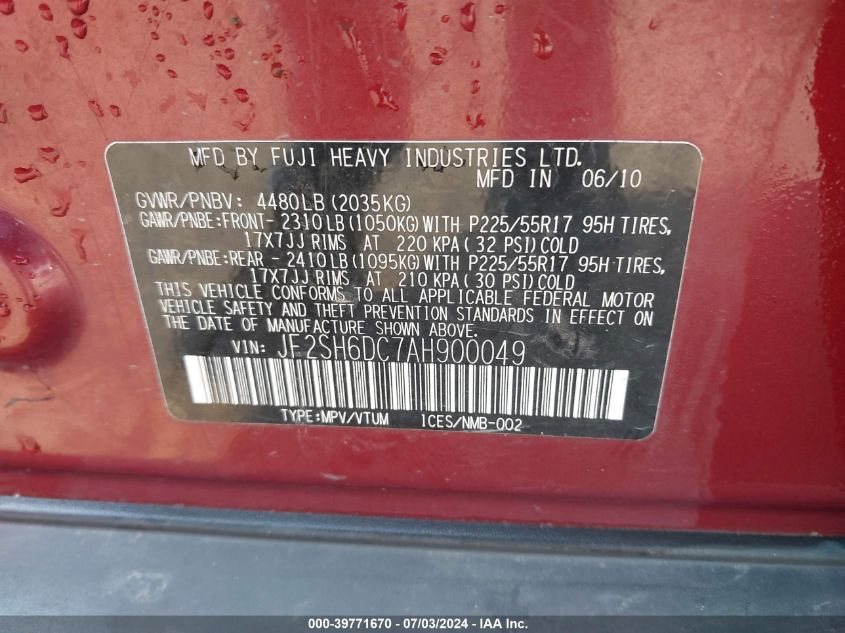 MFD BY FUJI HEAVY INDUSTRIES LTD.
MFD IN 06/10
GVWR/PNBV: 4480LB(2035KG)
GAWR/PNBE:FRONT- 2310LB(1050KG)WITH P225/55R17 95H TIRES,
17X7JJ RIMS AT 220 KPA( 32 PSI)COLD
GAWR/PNBE:REAR - 2410LB(1095KG)WITH P225/55R17 95H TIRES,
17X7JJ RIMS AT 210 KPA( 30 PSI)COLD
THIS VEHICLE CONFORMS TO ALL APPLICABLE FEDERAL MOTOR
VEHICLE SAFETY AND THEFT PREVENTION STANDARDS IN EFFECT ON
THE DATE OF MANUFACTURE SHOWN ABOVE.
VIN: JF2SH6DC7AH900049
TYPE:MPV/VTUM 1CES/NMB-002
000-39771670 - 07/03/2024 - IAAI.com